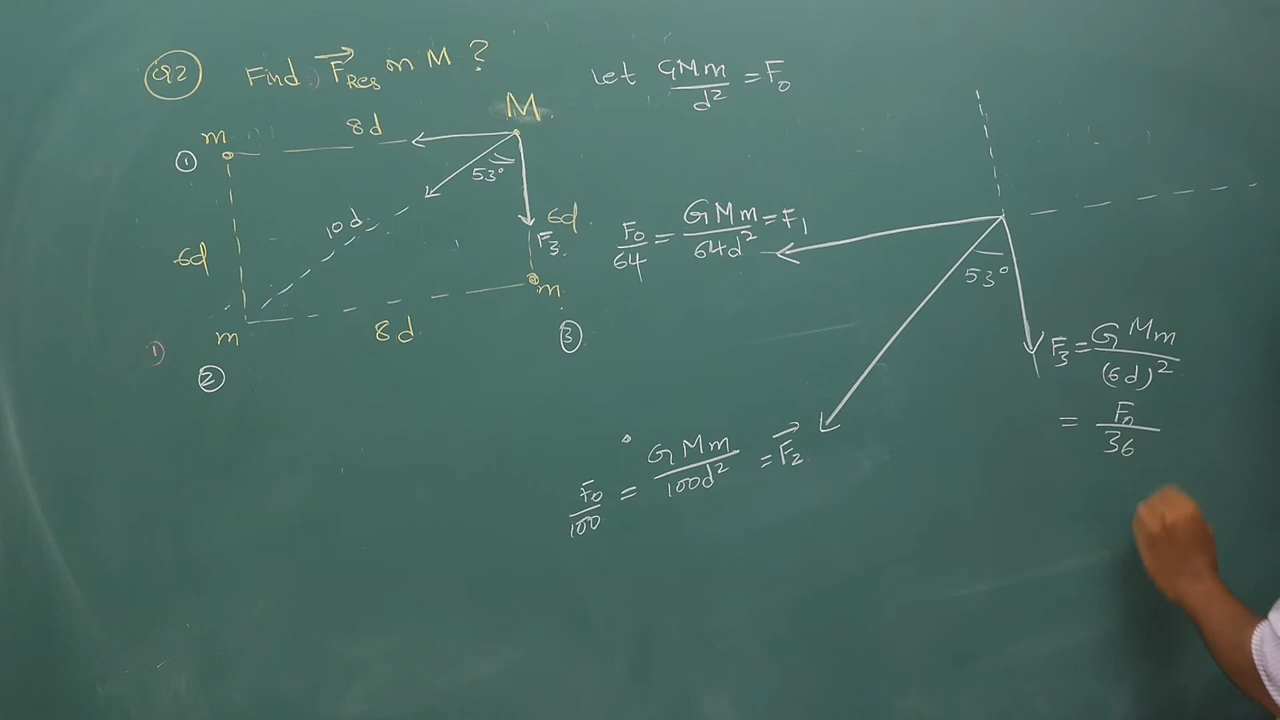 Q2 Find F⃗Res on M ?
Let GMm/d² = F₀
M
m 8d
①
53°
10d
6d
F₃
6d
m
8d
m
③
②
①
F₀/64 = GMm/64d² = F₁
53°
F₃ = GMm/(6d)²
= F₀/36
F₀/100 = GMm/100d² = F⃗₂